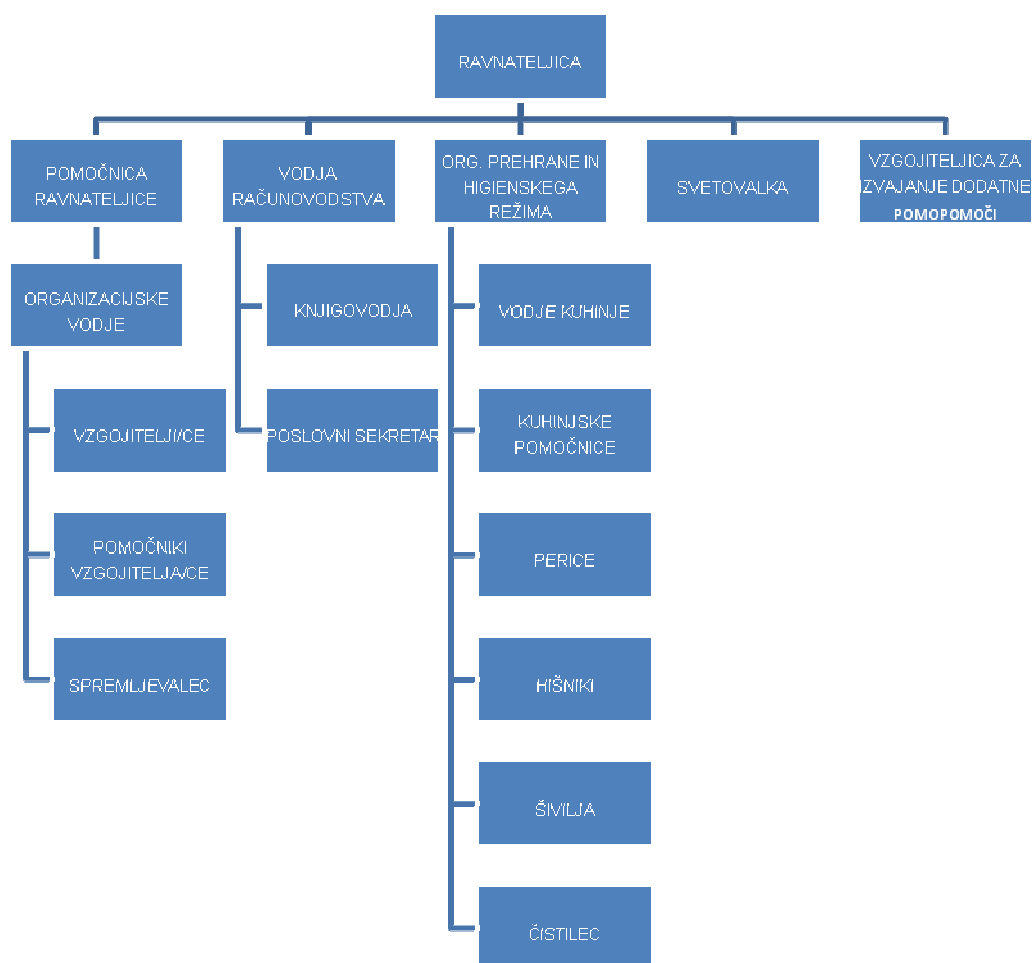 RAVNATELJICA
POMOČNICA
RAVNATELJICE
VODJA
RAČUNOVODSTVA
ORG. PREHRANE IN
HIGIENSKEGA
REŽIMA
SVETOVALKA
VZGOJITELJICA ZA
IZVAJANJE DODATNE
POMOPOMOČI
ORGANIZACIJSKE
VODJE
VZGOJITELJI/CE
POMOČNIKI
VZGOJITELJA/CE
SPREMLJEVALEC
KNJIGOVODJA
POSLOVNI SEKRETAR
VODJE KUHINJE
KUHINJSKE
POMOČNICE
PERICE
HIŠNIKI
ŠIVILJA
ČISTILEC